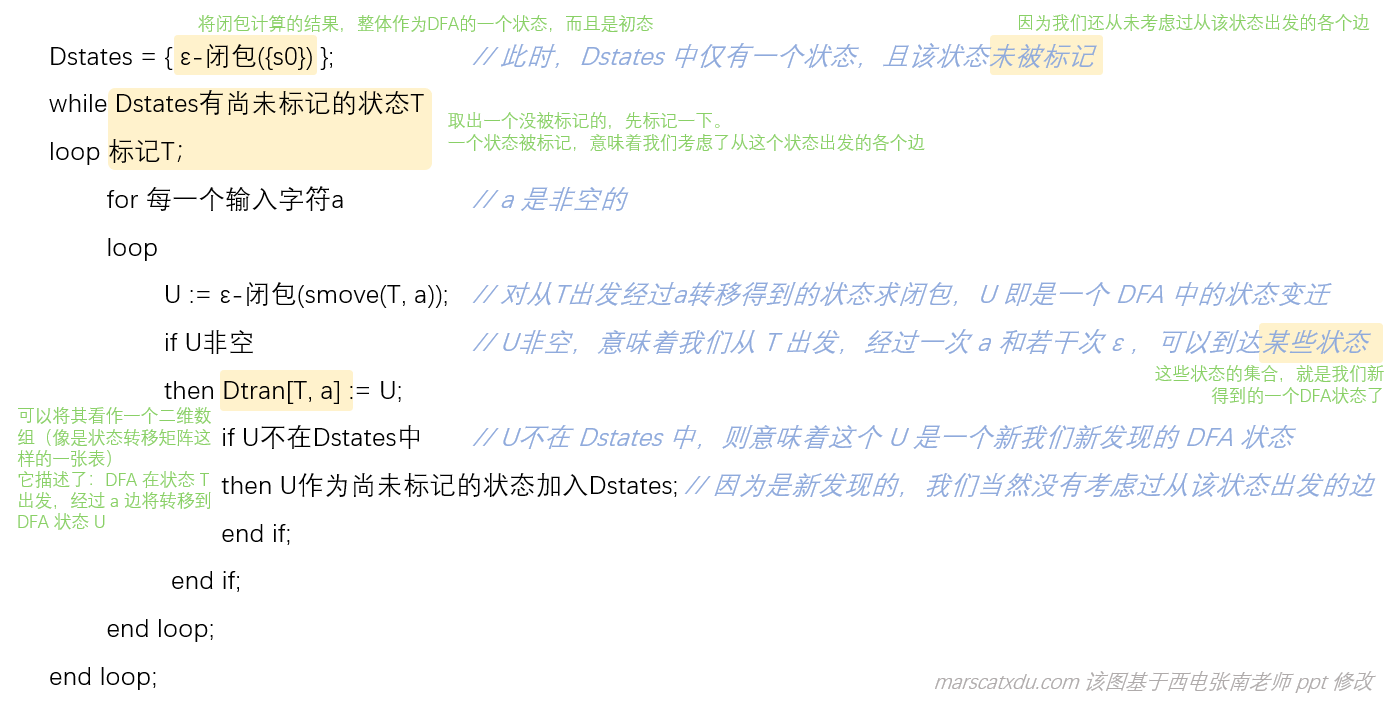 将闭包计算的结果，整体作为DFA的一个状态，而且是初态
因为我们还从未考虑过从该状态出发的各个边
Dstates = { ε-闭包({s0}) }; // 此时，Dstates 中仅有一个状态，且该状态未被标记
while Dstates有尚未标记的状态T
取出一个没被标记的，先标记一下。
一个状态被标记，意味着我们考虑了从这个状态出发的各个边
loop 标记T;
for 每一个输入字符a // a 是非空的
loop
U := ε-闭包(smove(T, a)); // 对从T出发经过a转移得到的状态求闭包，U 即是一个 DFA 中的状态变迁
if U非空 // U非空，意味着我们从 T 出发，经过一次 a 和若干次 ε ，可以到达某些状态
这些状态的集合，就是我们新
得到的一个DFA状态了
then Dtran[T, a] := U;
可以将其看作一个二维数
组（像是状态转移矩阵这
样的一张表）
它描述了：DFA 在状态 T
出发，经过 a 边将转移到
DFA 状态 U
if U不在Dstates中 // U不在 Dstates 中，则意味着这个 U 是一个新我们新发现的 DFA 状态
then U作为尚未标记的状态加入Dstates; // 因为是新发现的，我们当然没有考虑过从该状态出发的边
end if;
end if;
end loop;
end loop;
marscatxdu.com 该图基于西电张南老师 ppt 修改